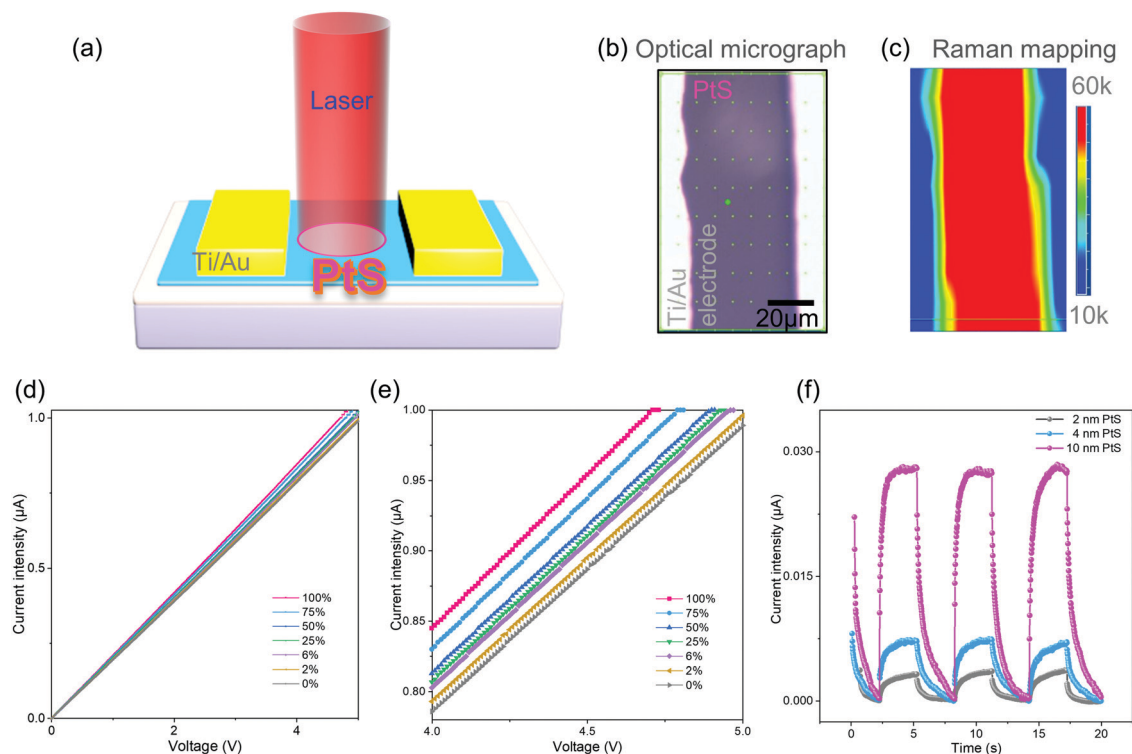 (a)
Laser
Ti/Au
PtS
(b) Optical micrograph
PtS
Ti/Au
electrode
20μm
(c) Raman mapping
60k
10k
(d)
Current intensity (μA)
1.0
0.5
0.0
0
2
4
Voltage (V)
100%
75%
50%
25%
6%
2%
0%
(e)
Current intensity (μA)
1.00
0.95
0.90
0.85
0.80
4.0
4.5
5.0
Voltage (V)
100%
75%
50%
25%
6%
2%
0%
(f)
Current intensity (μA)
0.030
0.015
0.000
0
5
10
15
20
Time (s)
2 nm PtS
4 nm PtS
10 nm PtS